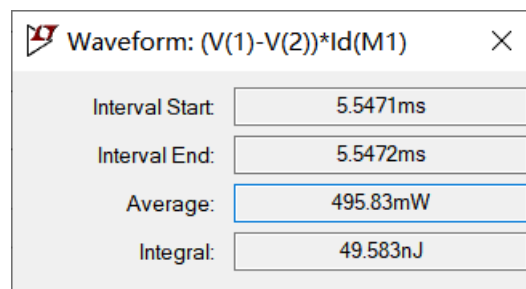 Waveform: (V(1)-V(2))*Id(M1)
Interval Start: 5.5471ms
Interval End: 5.5472ms
Average: 495.83mW
Integral: 49.583nJ